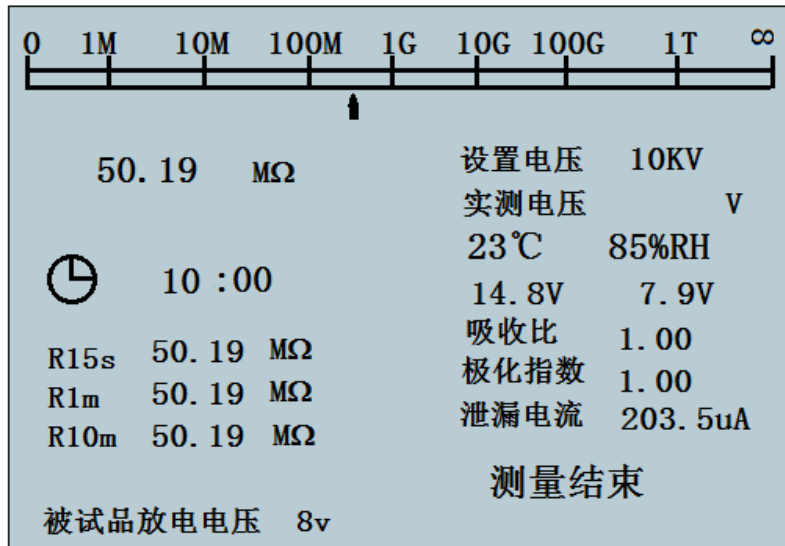 0 1M 10M 100M 1G 10G 100G 1T ∞
50.19 MΩ
设置电压 10KV
实测电压 V
23℃ 85%RH
10 :00
14.8V 7.9V
吸收比 1.00
R15s 50.19 MΩ
极化指数 1.00
R1m 50.19 MΩ
泄漏电流 203.5uA
R10m 50.19 MΩ
测量结束
被试品放电电压 8v